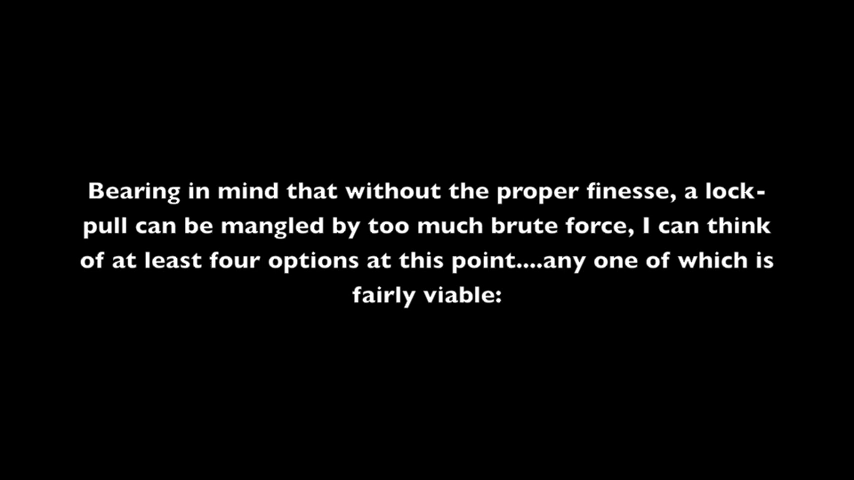 Bearing in mind that without the proper finesse, a lock-
pull can be mangled by too much brute force, I can think
of at least four options at this point....any one of which is
fairly viable: